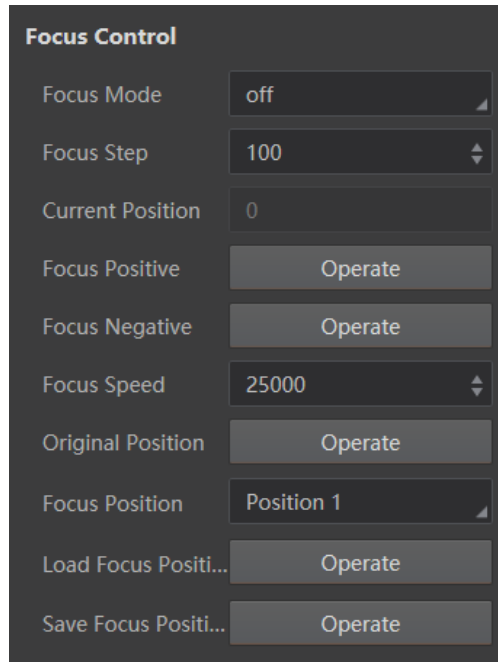 Focus Control
Focus Mode off
Focus Step 100
Current Position 0
Focus Positive Operate
Focus Negative Operate
Focus Speed 25000
Original Position Operate
Focus Position Position 1
Load Focus Positi... Operate
Save Focus Positi... Operate